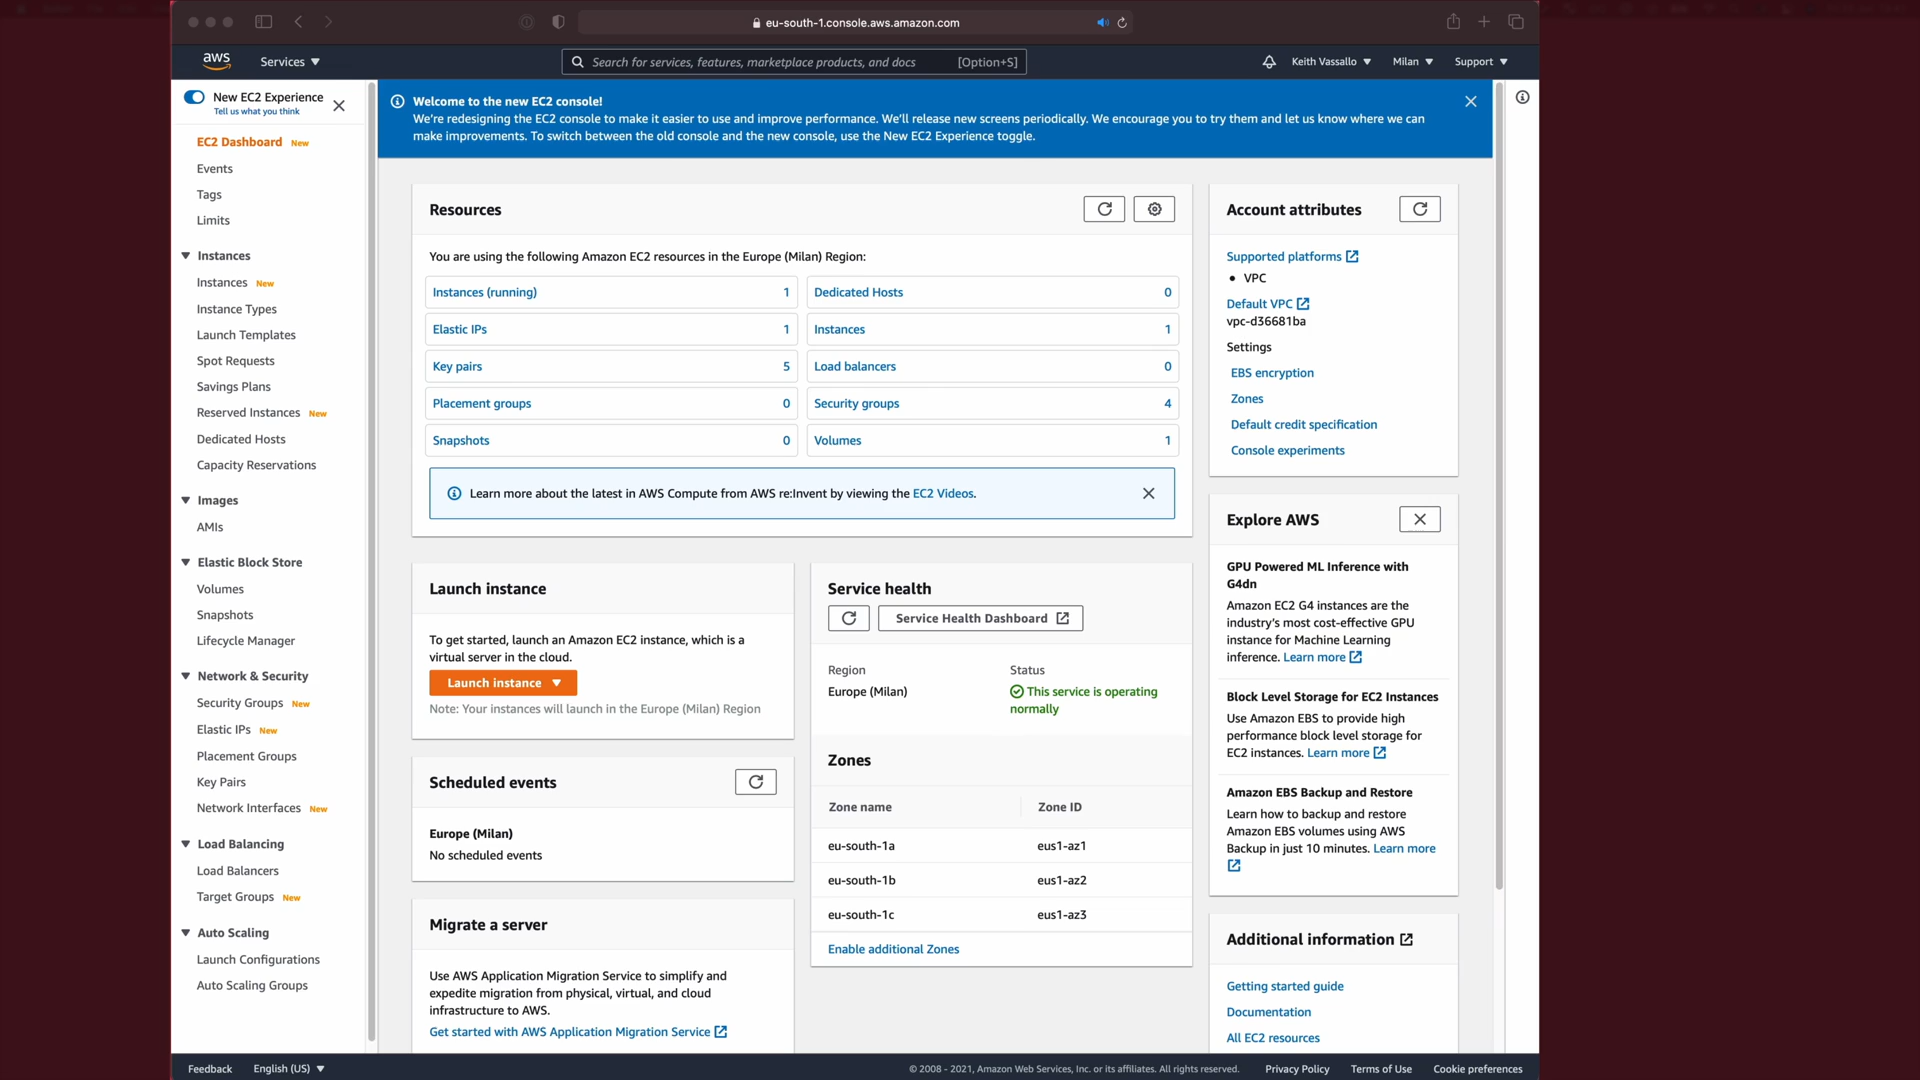 eu-south-1.console.aws.amazon.com
aws
Services
Search for services, features, marketplace products, and docs
[Option+S]
Keith Vassallo
Milan
Support
New EC2 Experience
Tell us what you think
EC2 Dashboard New
Events
Tags
Limits
Instances
Instances New
Instance Types
Launch Templates
Spot Requests
Savings Plans
Reserved Instances New
Dedicated Hosts
Capacity Reservations
Images
AMIs
Elastic Block Store
Volumes
Snapshots
Lifecycle Manager
Network & Security
Security Groups New
Elastic IPs New
Placement Groups
Key Pairs
Network Interfaces New
Load Balancing
Load Balancers
Target Groups New
Auto Scaling
Launch Configurations
Auto Scaling Groups
Welcome to the new EC2 console!
We're redesigning the EC2 console to make it easier to use and improve performance. We'll release new screens periodically. We encourage you to try them and let us know where we can
make improvements. To switch between the old console and the new console, use the New EC2 Experience toggle.
Resources
You are using the following Amazon EC2 resources in the Europe (Milan) Region:
Instances (running) 1
Dedicated Hosts 0
Elastic IPs 1
Instances 1
Key pairs 5
Load balancers 0
Placement groups 0
Security groups 4
Snapshots 0
Volumes 1
Learn more about the latest in AWS Compute from AWS re:Invent by viewing the EC2 Videos.
Launch instance
To get started, launch an Amazon EC2 instance, which is a
virtual server in the cloud.
Launch instance
Note: Your instances will launch in the Europe (Milan) Region
Scheduled events
Europe (Milan)
No scheduled events
Migrate a server
Use AWS Application Migration Service to simplify and
expedite migration from physical, virtual, and cloud
infrastructure to AWS.
Get started with AWS Application Migration Service
Service health
Service Health Dashboard
Region
Status
Europe (Milan)
This service is operating
normally
Zones
Zone name
Zone ID
eu-south-1a
eus1-az1
eu-south-1b
eus1-az2
eu-south-1c
eus1-az3
Enable additional Zones
Account attributes
Supported platforms
• VPC
Default VPC
vpc-d36681ba
Settings
EBS encryption
Zones
Default credit specification
Console experiments
Explore AWS
GPU Powered ML Inference with
G4dn
Amazon EC2 G4 instances are the
industry's most cost-effective GPU
instance for Machine Learning
inference. Learn more
Block Level Storage for EC2 Instances
Use Amazon EBS to provide high
performance block level storage for
EC2 instances. Learn more
Amazon EBS Backup and Restore
Learn how to backup and restore
Amazon EBS volumes using AWS
Backup in just 10 minutes. Learn more
Additional information
Getting started guide
Documentation
All EC2 resources
Feedback
English (US)
© 2008 - 2021, Amazon Web Services, Inc. or its affiliates. All rights reserved.
Privacy Policy
Terms of Use
Cookie preferences